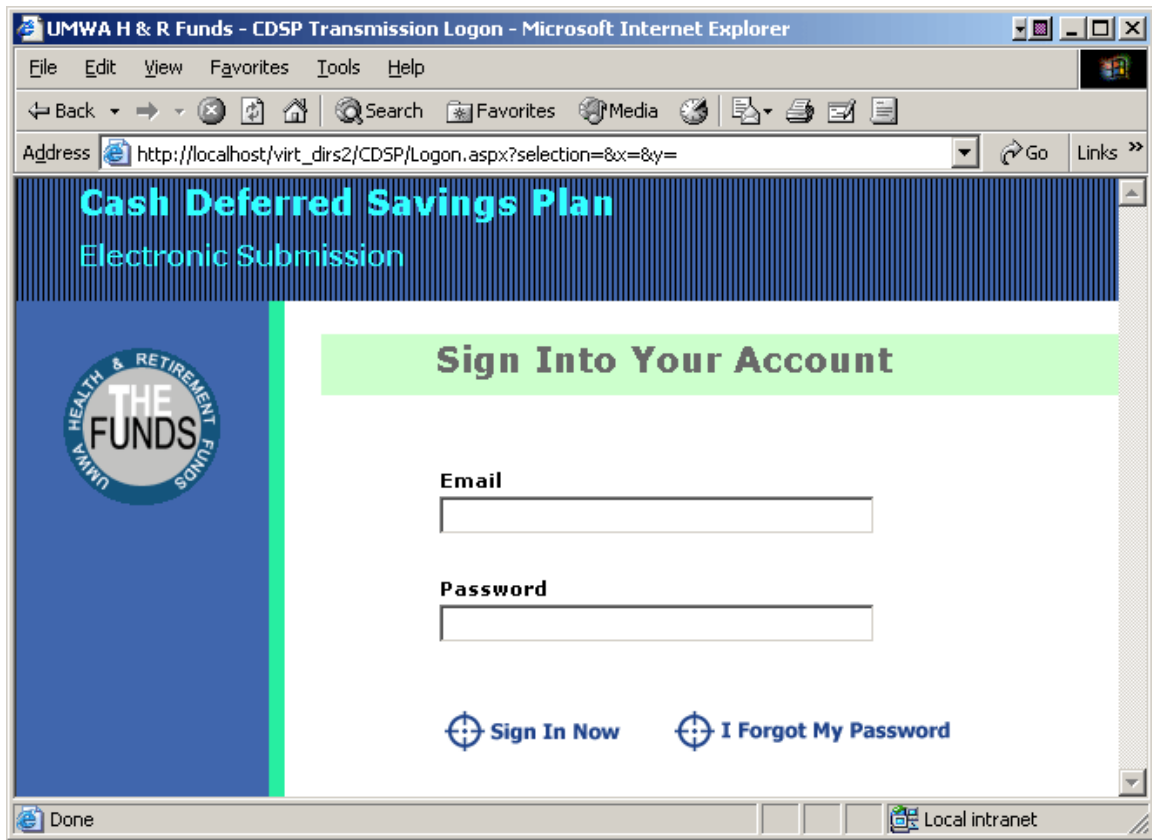 UMWA H & R Funds - CDSP Transmission Logon - Microsoft Internet Explorer
File Edit View Favorites Tools Help
Back Search Favorites Media
Address http://localhost/virt_dirs2/CDSP/Logon.aspx?selection=&x=&y= Go Links »
Cash Deferred Savings Plan
Electronic Submission
UMWA HEALTH & RETIREMENT FUNDS
THE
FUNDS
Sign Into Your Account
Email
Password
Sign In Now I Forgot My Password
Done Local intranet